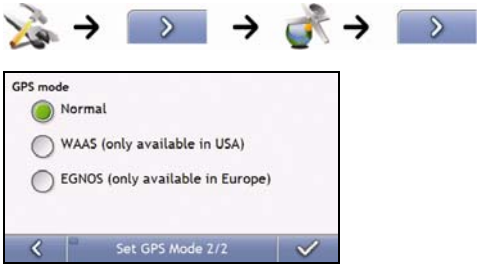 GPS mode
Normal
WAAS (only available in USA)
EGNOS (only available in Europe)
Set GPS Mode 2/2